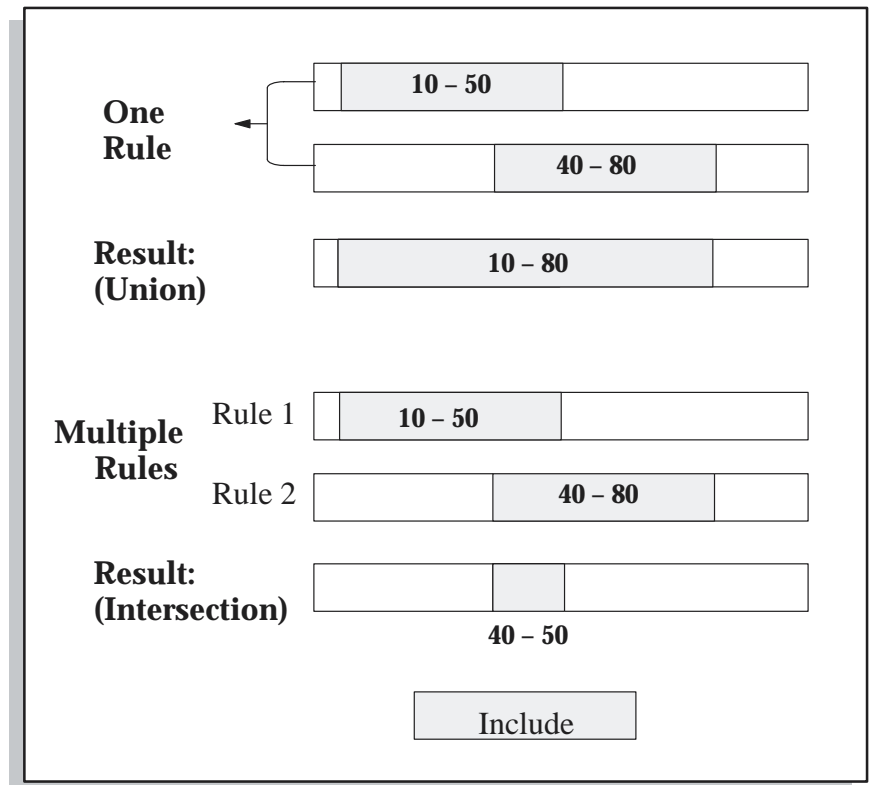 10 – 50
One
Rule
40 – 80
Result:
(Union)
10 – 80
Multiple
Rules
Rule 1
10 – 50
Rule 2
40 – 80
Result:
(Intersection)
40 – 50
Include